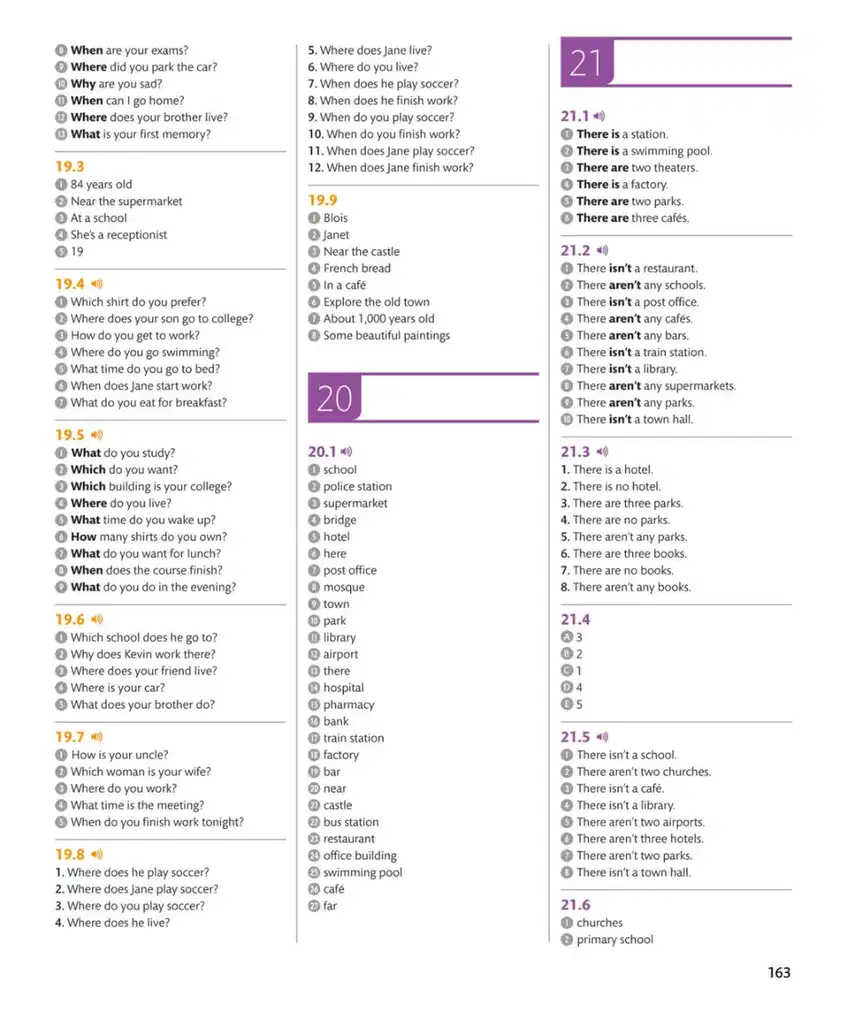 8 When are your exams?
9 Where did you park the car?
10 Why are you sad?
11 When can I go home?
12 Where does your brother live?
13 What is your first memory?
19.3
1 84 years old
2 Near the supermarket
3 At a school
4 She's a receptionist
5 19
19.4
1 Which shirt do you prefer?
2 Where does your son go to college?
3 How do you get to work?
4 Where do you go swimming?
5 What time do you go to bed?
6 When does Jane start work?
7 What do you eat for breakfast?
19.5
1 What do you study?
2 Which do you want?
3 Which building is your college?
4 Where do you live?
5 What time do you wake up?
6 How many shirts do you own?
7 What do you want for lunch?
8 When does the course finish?
9 What do you do in the evening?
19.6
1 Which school does he go to?
2 Why does Kevin work there?
3 Where does your friend live?
4 Where is your car?
5 What does your brother do?
19.7
1 How is your uncle?
2 Which woman is your wife?
3 Where do you work?
4 What time is the meeting?
5 When do you finish work tonight?
19.8
1. Where does he play soccer?
2. Where does Jane play soccer?
3. Where do you play soccer?
4. Where does he live?
5. Where does Jane live?
6. Where do you live?
7. When does he play soccer?
8. When does he finish work?
9. When do you play soccer?
10. When do you finish work?
11. When does Jane play soccer?
12. When does Jane finish work?
19.9
1 Blois
2 Janet
3 Near the castle
4 French bread
5 In a café
6 Explore the old town
7 About 1,000 years old
8 Some beautiful paintings
20
20.1
1 school
2 police station
3 supermarket
4 bridge
5 hotel
6 here
7 post office
8 mosque
9 town
10 park
11 library
12 airport
13 there
14 hospital
15 pharmacy
16 bank
17 train station
18 factory
19 bar
20 near
21 castle
22 bus station
23 restaurant
24 office building
25 swimming pool
26 café
27 far
21
21.1
1 There is a station.
2 There is a swimming pool.
3 There are two theaters.
4 There is a factory.
5 There are two parks.
6 There are three cafés.
21.2
1 There isn't a restaurant.
2 There aren't any schools.
3 There isn't a post office.
4 There aren't any cafés.
5 There aren't any bars.
6 There isn't a train station.
7 There isn't a library.
8 There aren't any supermarkets.
9 There aren't any parks.
10 There isn't a town hall.
21.3
1. There is a hotel.
2. There is no hotel.
3. There are three parks.
4. There are no parks.
5. There aren't any parks.
6. There are three books.
7. There are no books.
8. There aren't any books.
21.4
A 3
B 2
C 1
D 4
E 5
21.5
1 There isn't a school.
2 There aren't two churches.
3 There isn't a café.
4 There isn't a library.
5 There aren't two airports.
6 There aren't three hotels.
7 There aren't two parks.
8 There isn't a town hall.
21.6
1 churches
2 primary school
163